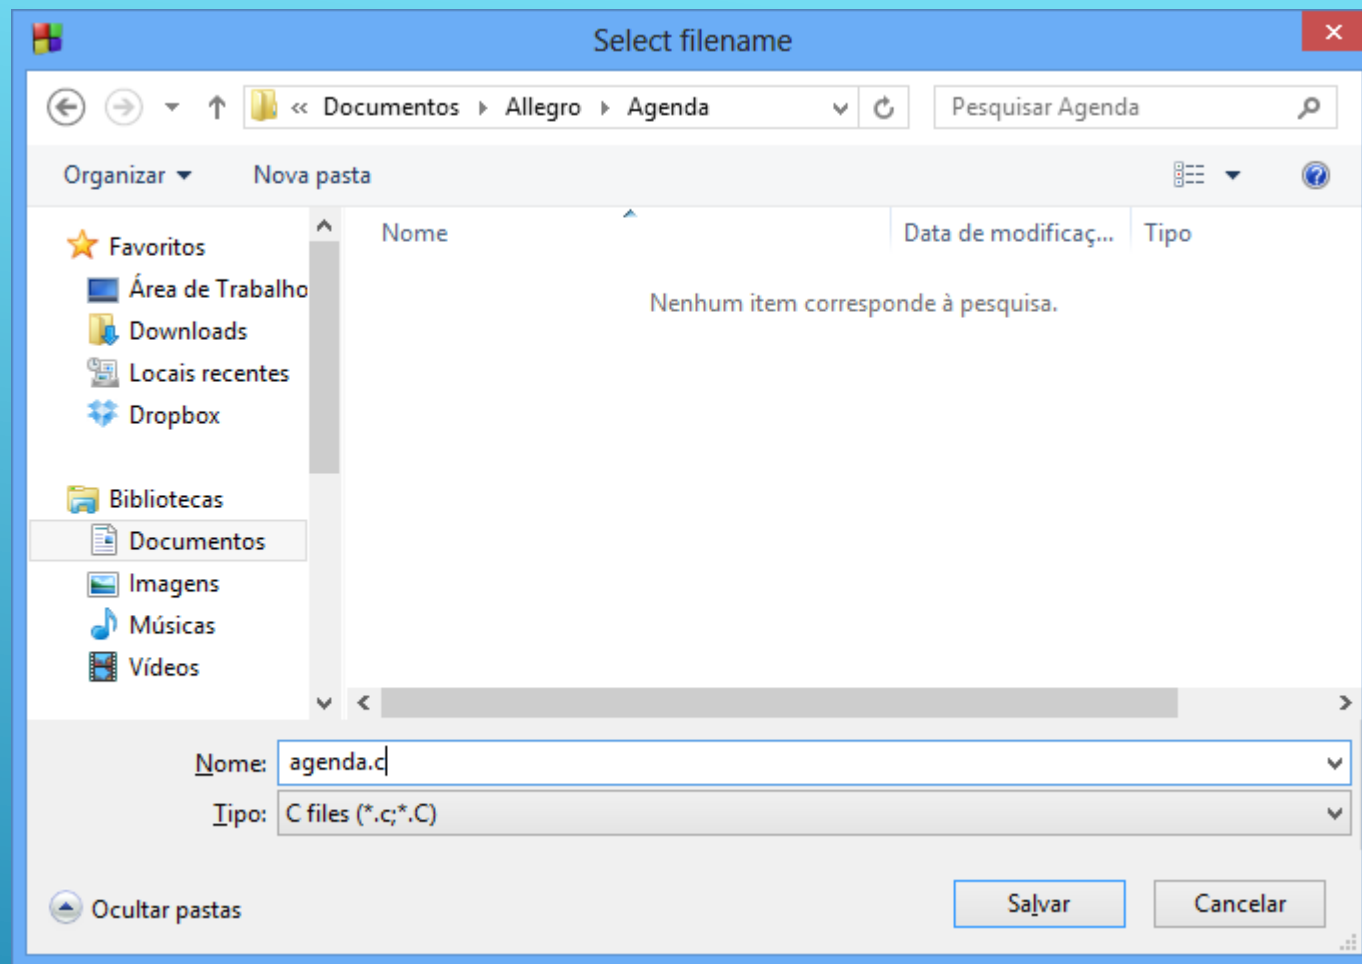 Select filename
« Documentos Allegro Agenda
Pesquisar Agenda
Organizar
Nova pasta
Nome
Data de modificaç...
Tipo
Nenhum item corresponde à pesquisa.
Favoritos
Área de Trabalho
Downloads
Locais recentes
Dropbox
Bibliotecas
Documentos
Imagens
Músicas
Vídeos
Nome: agenda.c
Tipo: C files (*.c;*.C)
Ocultar pastas
Salvar
Cancelar